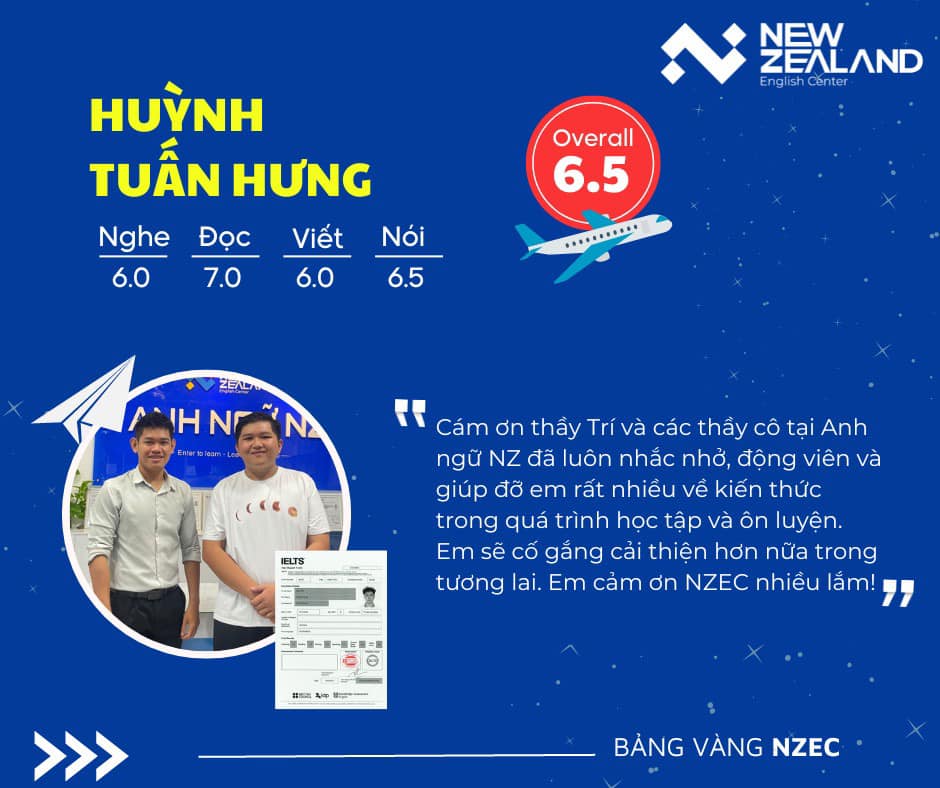 NEW
ZEALAND
English Center
HUỲNH
TUẤN HƯNG
Overall
6.5
Nghe Đọc Viết Nói
6.0 7.0 6.0 6.5
ZEALAN
English Center
ANH NGỮ NZ
Enter to learn - Lea
Cám ơn thầy Trí và các thầy cô tại Anh
ngữ NZ đã luôn nhắc nhở, động viên và
giúp đỡ em rất nhiều về kiến thức
trong quá trình học tập và ôn luyện.
Em sẽ cố gắng cải thiện hơn nữa trong
tương lai. Em cảm ơn NZEC nhiều lắm!
IELTS
BẢNG VÀNG NZEC